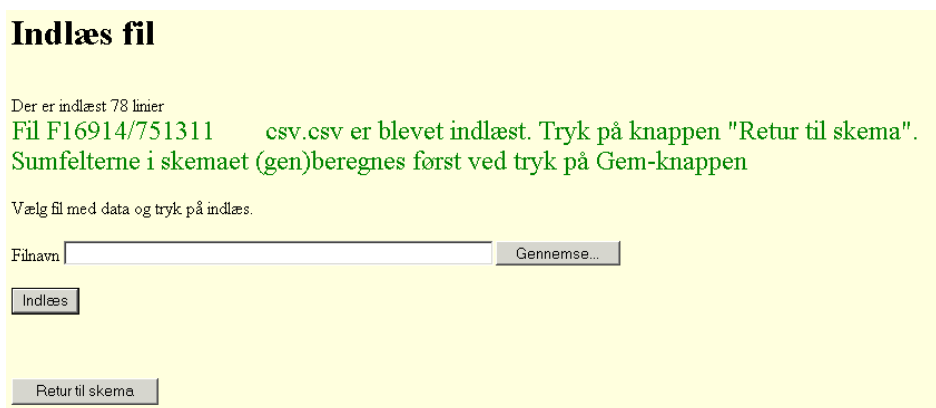 Indlæs fil
Der er indlæst 78 linier
Fil F16914/751311 csv.csv er blevet indlæst. Tryk på knappen "Retur til skema".
Sumfelterne i skemaet (gen)beregnes først ved tryk på Gem-knappen
Vælg fil med data og tryk på indlæs.
Filnavn Gennemse...
Indlæs
Retur til skema